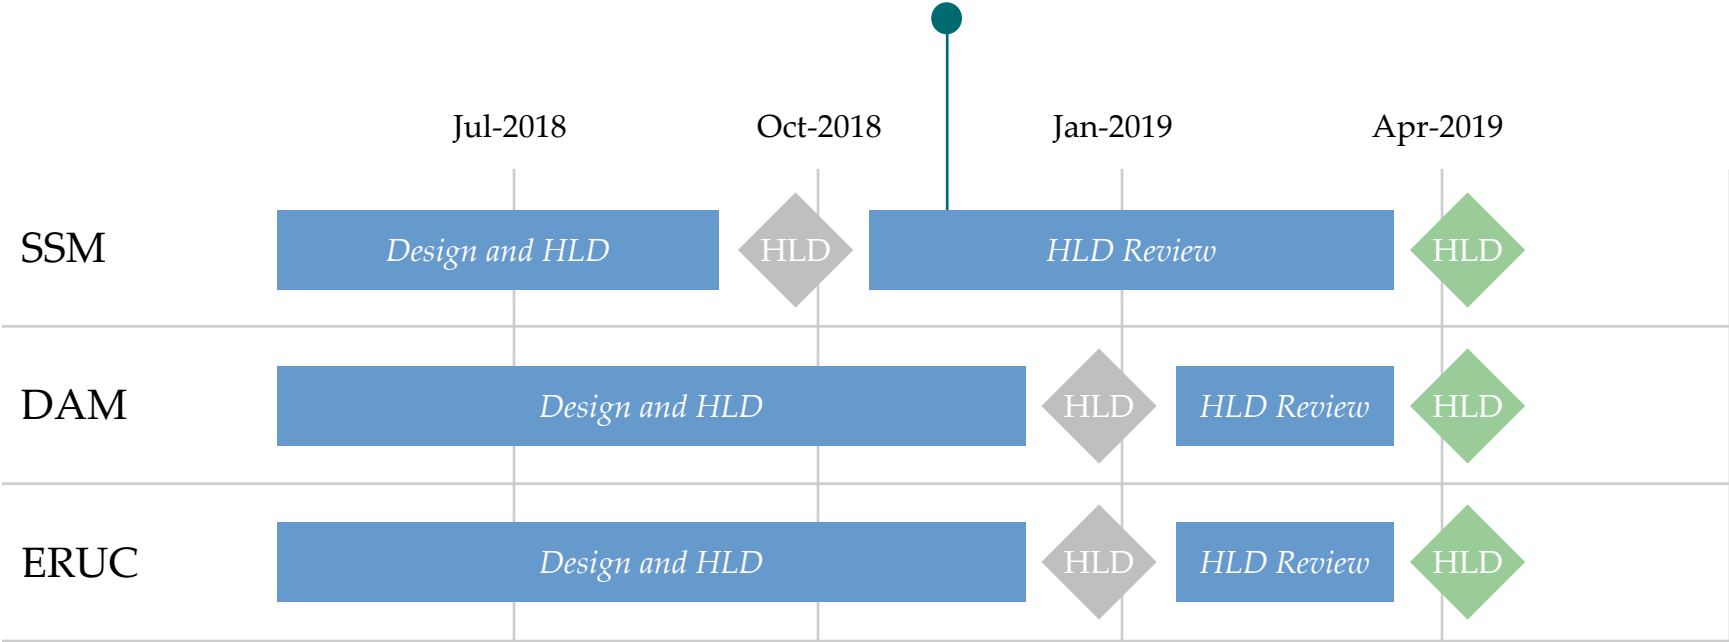 Jul-2018 Oct-2018 Jan-2019 Apr-2019
SSM Design and HLD HLD HLD Review HLD
DAM Design and HLD HLD HLD Review HLD
ERUC Design and HLD HLD HLD Review HLD